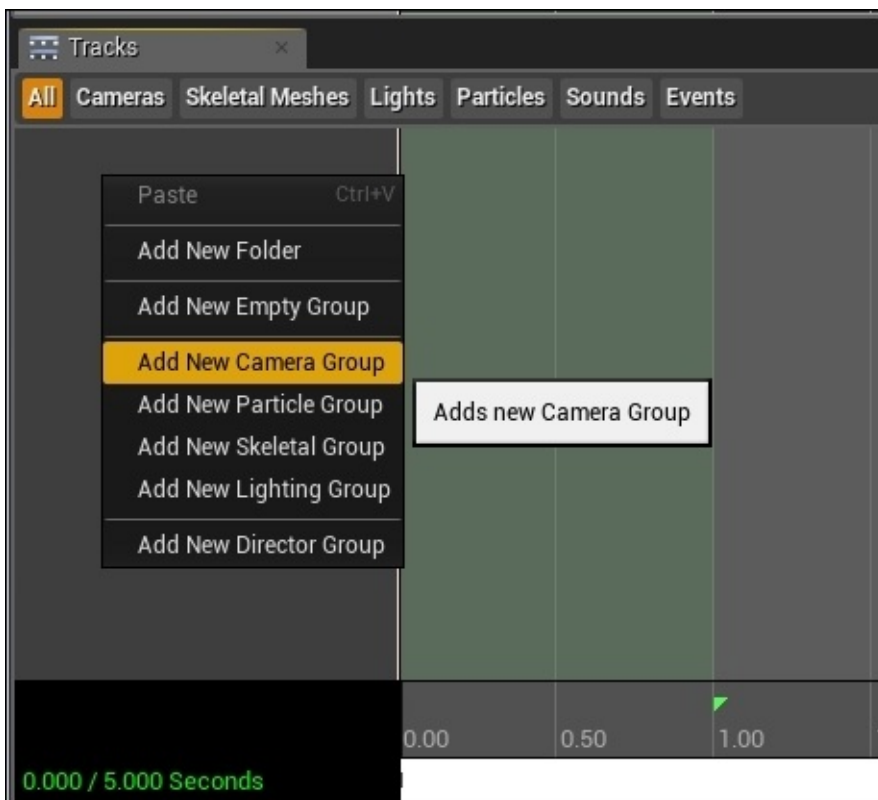 Tracks
All Cameras Skeletal Meshes Lights Particles Sounds Events
Paste Ctrl+V
Add New Folder
Add New Empty Group
Add New Camera Group
Adds new Camera Group
Add New Particle Group
Add New Skeletal Group
Add New Lighting Group
Add New Director Group
0.00 0.50 1.00
0.000 / 5.000 Seconds